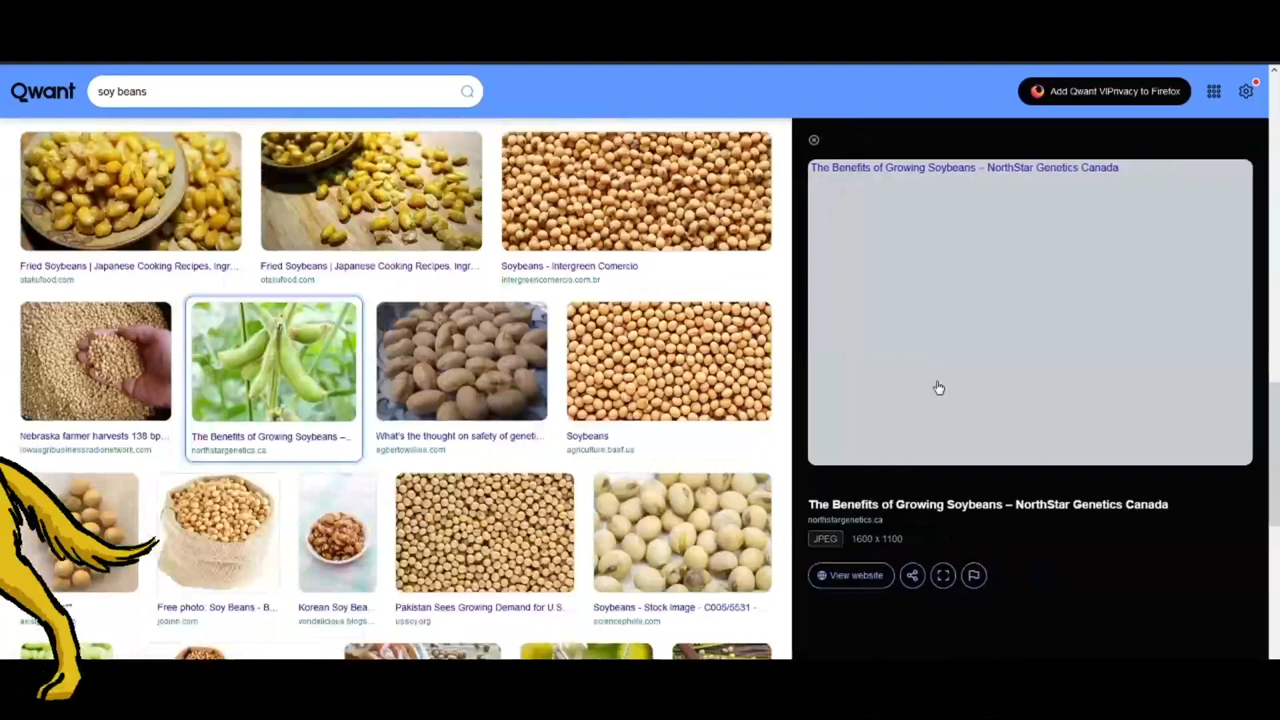 Qwant
soy beans
Add Qwant VIPrivacy to Firefox
The Benefits of Growing Soybeans – NorthStar Genetics Canada
Fried Soybeans | Japanese Cooking Recipes, Ingr...
otakufood.com
Fried Soybeans | Japanese Cooking Recipes, Ingr...
otakufood.com
Soybeans - Intergreen Comercio
intergreencomercio.com.br
Nebraska farmer harvests 138 bp...
iowaagribusinessradionetwork.com
The Benefits of Growing Soybeans –...
northstargenetics.ca
What's the thought on safety of geneti...
egbertowillies.com
Soybeans
agriculture.basf.us
Free photo: Soy Beans - B...
jooinn.com
Korean Soy Bea...
vondelicious.blogs...
Pakistan Sees Growing Demand for U.S...
ussoy.org
Soybeans - Stock Image - C005/5531 - ...
sciencephoto.com
The Benefits of Growing Soybeans – NorthStar Genetics Canada
northstargenetics.ca
JPEG 1600 x 1100
View website